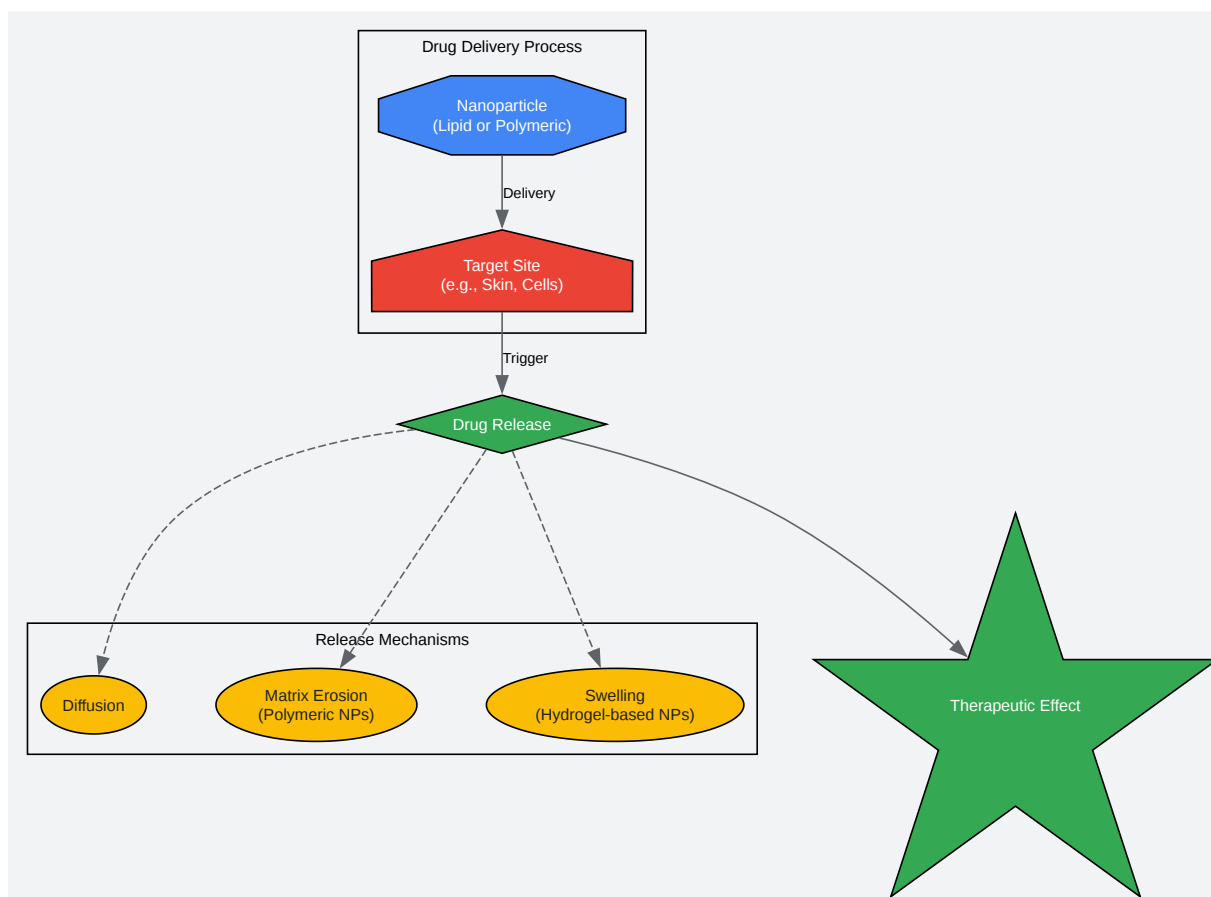 Drug Delivery Process
Nanoparticle
(Lipid or Polymeric)
Delivery
Target Site
(e.g., Skin, Cells)
Trigger
Drug Release
Release Mechanisms
Diffusion
Matrix Erosion
(Polymeric NPs)
Swelling
(Hydrogel-based NPs)
Therapeutic Effect